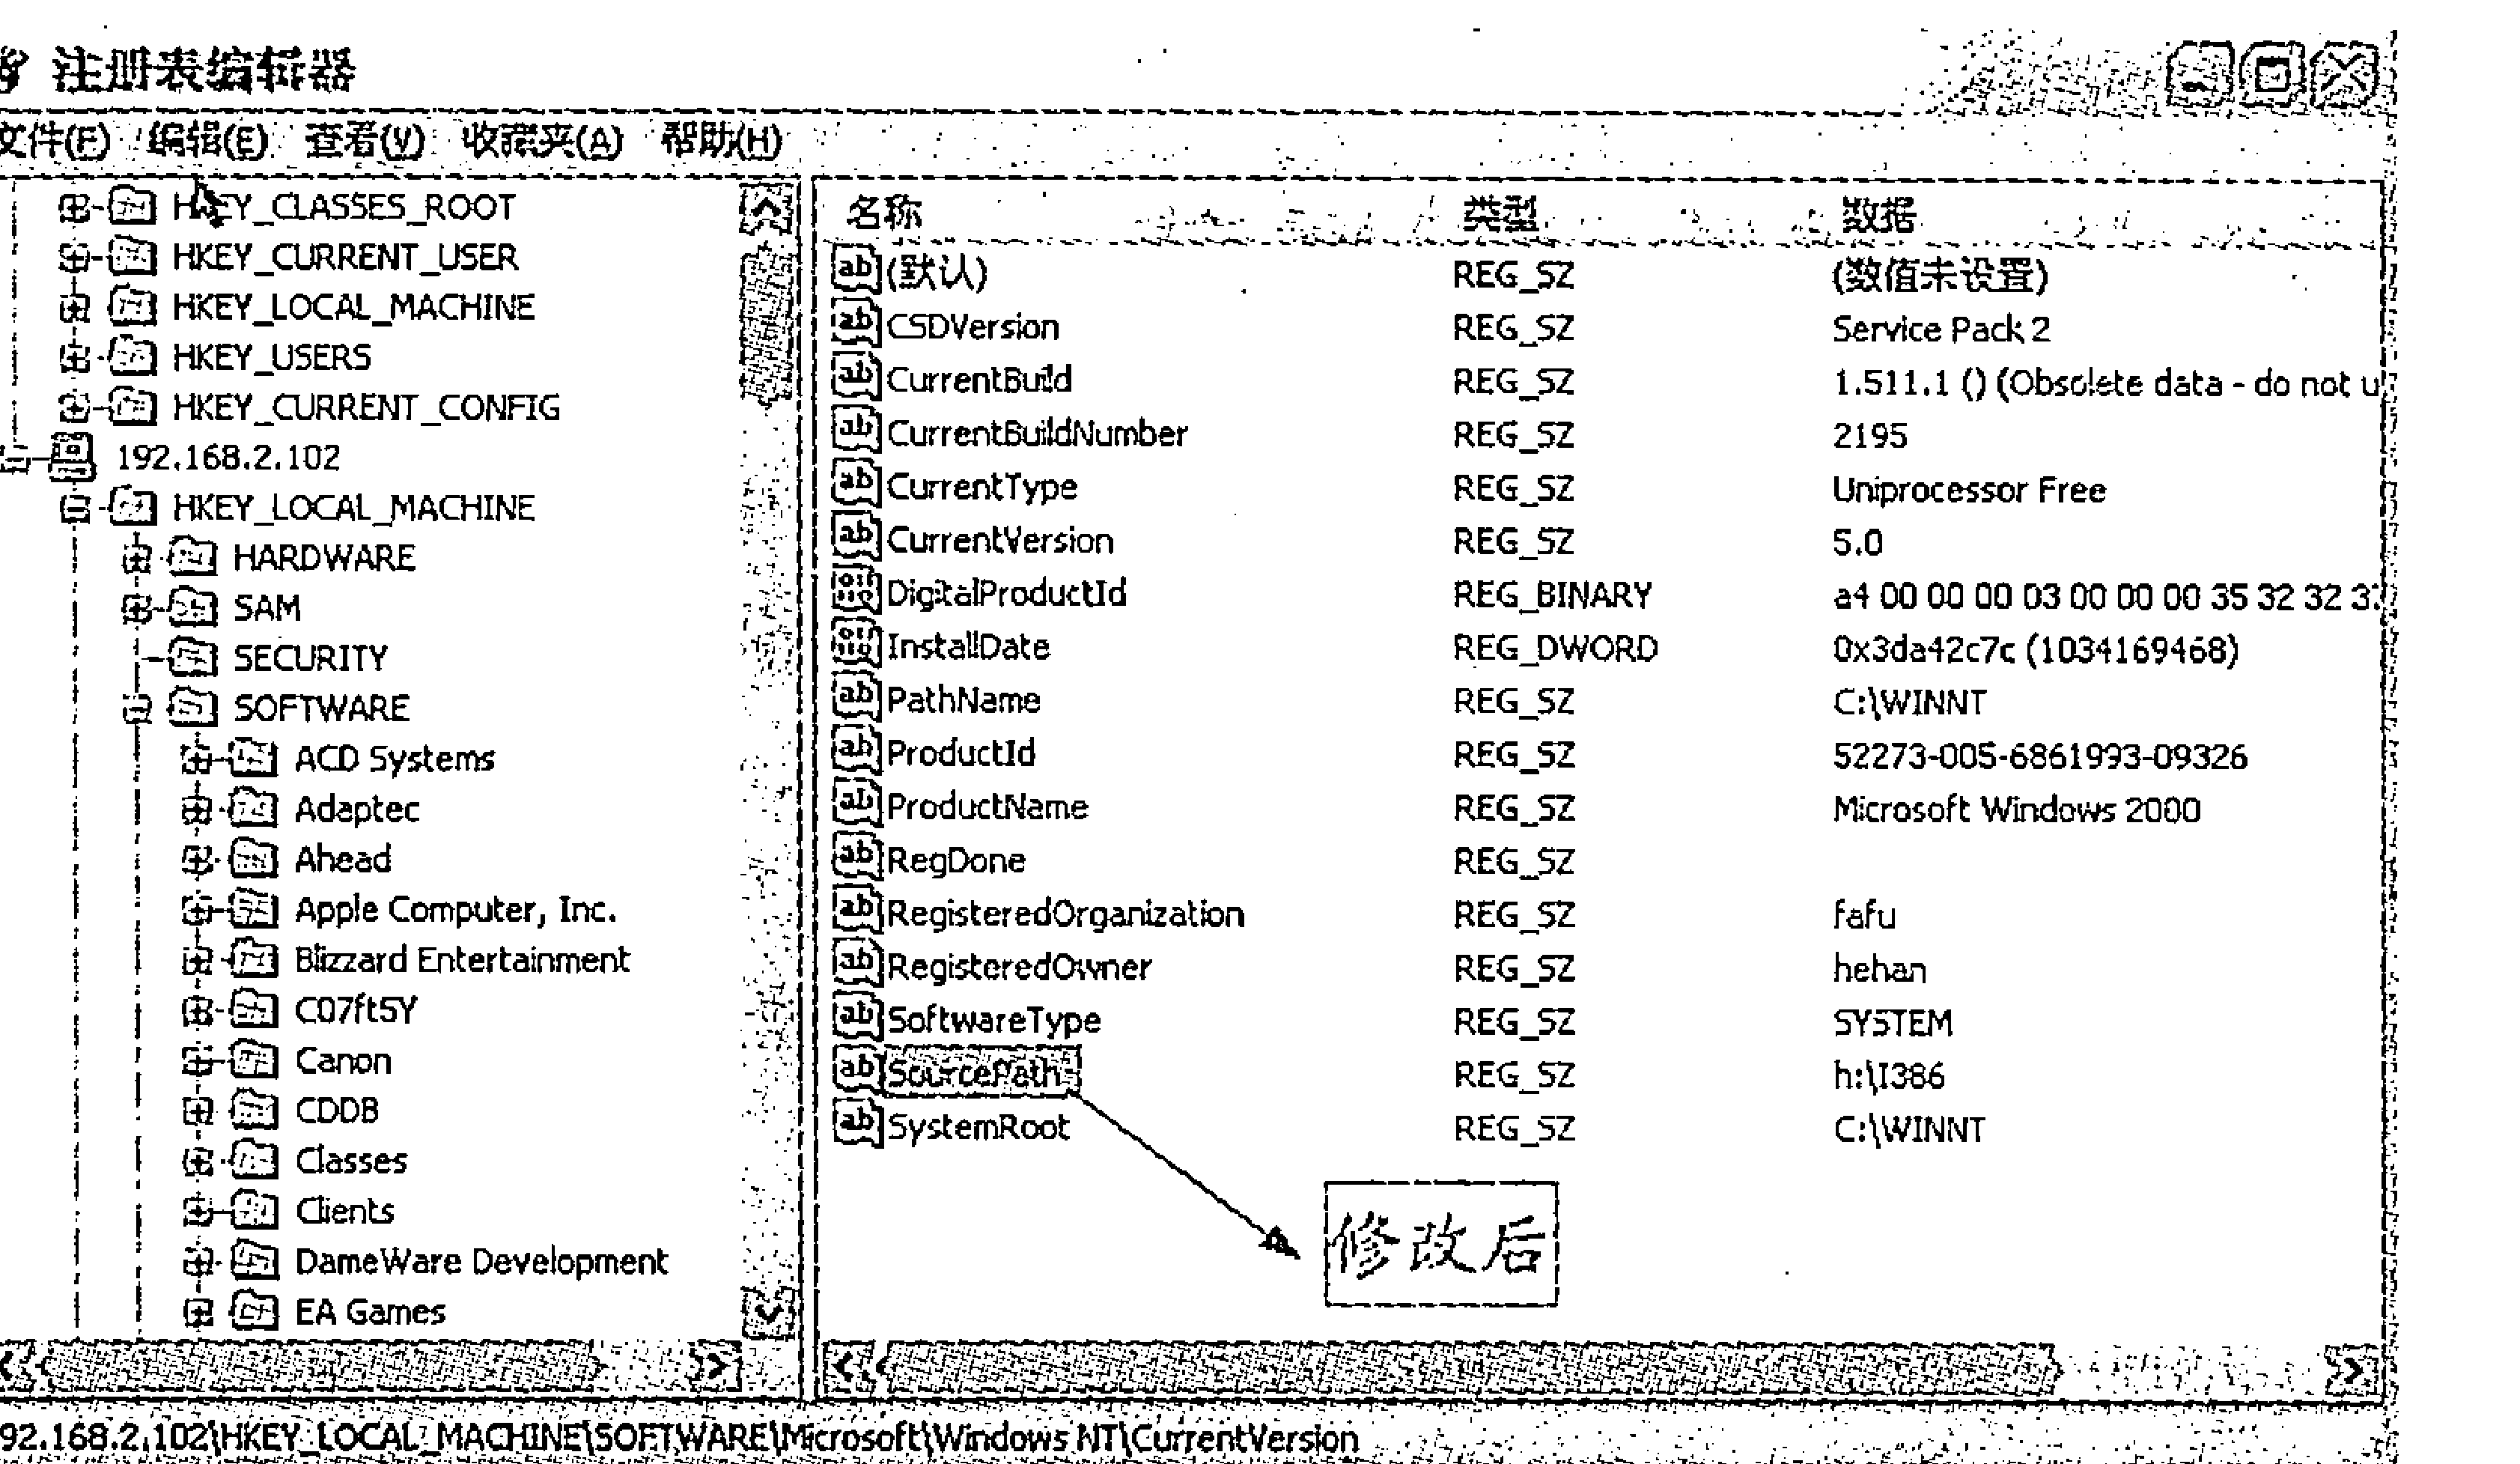 注册表编辑器
文件(F) 编辑(E) 查看(V) 收藏夹(A) 帮助(H)
HKEY_CLASSES_ROOT
HKEY_CURRENT_USER
HKEY_LOCAL_MACHINE
HKEY_USERS
HKEY_CURRENT_CONFIG
192.168.2.102
HKEY_LOCAL_MACHINE
HARDWARE
SAM
SECURITY
SOFTWARE
ACD Systems
Adaptec
Ahead
Apple Computer, Inc.
Blizzard Entertainment
C07ft5Y
Canon
CDDB
Classes
Clients
DameWare Development
EA Games
名称 类型 数据
(默认) REG_SZ (数值未设置)
CSDVersion REG_SZ Service Pack 2
CurrentBuild REG_SZ 1.511.1 () (Obsolete data - do not u
CurrentBuildNumber REG_SZ 2195
CurrentType REG_SZ Uniprocessor Free
CurrentVersion REG_SZ 5.0
DigitalProductId REG_BINARY a4 00 00 00 03 00 00 00 35 32 32 3
InstallDate REG_DWORD 0x3da42c7c (1034169468)
PathName REG_SZ C:\WINNT
ProductId REG_SZ 52273-005-6861993-09326
ProductName REG_SZ Microsoft Windows 2000
RegDone REG_SZ
RegisteredOrganization REG_SZ fafu
RegisteredOwner REG_SZ hehan
SoftwareType REG_SZ SYSTEM
SourcePath REG_SZ h:\I386
SystemRoot REG_SZ C:\WINNT
修改后
92.168.2.102\HKEY_LOCAL_MACHINE\SOFTWARE\Microsoft\Windows NT\CurrentVersion